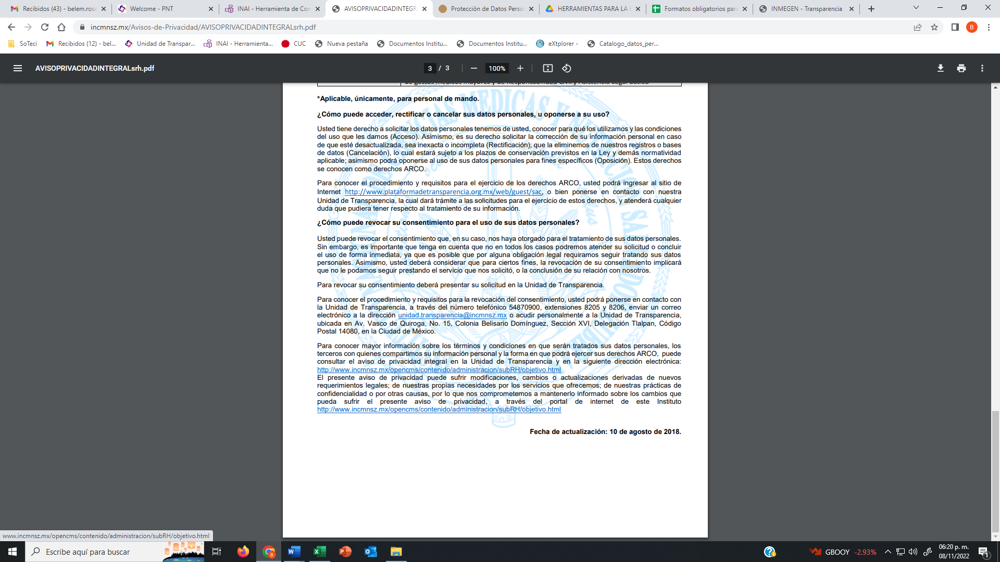 Recibidos (43) - belem.rosa
Welcome - PNT
INAI - Herramienta de Con
AVISOPRIVACIDADINTEGRA
Protección de Datos Perso
HERRAMIENTAS PARA LA
Formatos obligatorios para
INMEGEN - Transparencia
incmnsz.mx/Avisos-de-Privacidad/AVISOPRIVACIDADINTEGRALsrh.pdf
B
SoTeci
Recibidos (12) - bel...
Unidad de Transpar...
INAI - Herramienta...
CUC
Nueva pestaña
Documentos Institu...
Documentos Institu...
eXtplorer -
Catalogo_datos_per...
AVISOPRIVACIDADINTEGRALsrh.pdf
3 / 3
100%
de gastos médicos mayores y de Responsabilidad Civil y Asistencia Legal básico
*Aplicable, únicamente, para personal de mando.
¿Cómo puede acceder, rectificar o cancelar sus datos personales, u oponerse a su uso?
Usted tiene derecho a solicitar los datos personales tenemos de usted, conocer para qué los utilizamos y las condiciones
del uso que les damos (Acceso). Asimismo, es su derecho solicitar la corrección de su información personal en caso
de que esté desactualizada, sea inexacta o incompleta (Rectificación); que la eliminemos de nuestros registros o bases
de datos (Cancelación), lo cual estará sujeto a los plazos de conservación previstos en la Ley y demás normatividad
aplicable; asimismo podrá oponerse al uso de sus datos personales para fines específicos (Oposición). Estos derechos
se conocen como derechos ARCO.
Para conocer el procedimiento y requisitos para el ejercicio de los derechos ARCO, usted podrá ingresar al sitio de
Internet http://www.plataformadetransparencia.org.mx/web/guest/sac, o bien ponerse en contacto con nuestra
Unidad de Transparencia, la cual dará trámite a las solicitudes para el ejercicio de estos derechos, y atenderá cualquier
duda que pudiera tener respecto al tratamiento de su información.
¿Cómo puede revocar su consentimiento para el uso de sus datos personales?
Usted puede revocar el consentimiento que, en su caso, nos haya otorgado para el tratamiento de sus datos personales.
Sin embargo, es importante que tenga en cuenta que no en todos los casos podremos atender su solicitud o concluir
el uso de forma inmediata, ya que es posible que por alguna obligación legal requiramos seguir tratando sus datos
personales. Asimismo, usted deberá considerar que para ciertos fines, la revocación de su consentimiento implicará
que no le podamos seguir prestando el servicio que nos solicitó, o la conclusión de su relación con nosotros.
Para revocar su consentimiento deberá presentar su solicitud en la Unidad de Transparencia.
Para conocer el procedimiento y requisitos para la revocación del consentimiento, usted podrá ponerse en contacto con
la Unidad de Transparencia, a través del número telefónico 54870900, extensiones 8205 y 8206, enviar un correo
electrónico a la dirección unidad.transparencia@incmnsz.mx o acudir personalmente a la Unidad de Transparencia,
ubicada en Av. Vasco de Quiroga, No. 15, Colonia Belisario Domínguez, Sección XVI, Delegación Tlalpan, Código
Postal 14080, en la Ciudad de México.
Para conocer mayor información sobre los términos y condiciones en que serán tratados sus datos personales, los
terceros con quienes compartimos su información personal y la forma en que podrá ejercer sus derechos ARCO, puede
consultar el aviso de privacidad integral en la Unidad de Transparencia y en la siguiente dirección electrónica:
http://www.incmnsz.mx/opencms/contenido/administracion/subRH/objetivo.html
El presente aviso de privacidad puede sufrir modificaciones, cambios o actualizaciones derivadas de nuevos
requerimientos legales; de nuestras propias necesidades por los servicios que ofrecemos; de nuestras prácticas de
confidencialidad o por otras causas, por lo que nos comprometemos a mantenerlo informado sobre los cambios que
pueda sufrir el presente aviso de privacidad, a través del portal de internet de este Instituto
http://www.incmnsz.mx/opencms/contenido/administracion/subRH/objetivo.html
Fecha de actualización: 10 de agosto de 2018.
www.incmnsz.mx/opencms/contenido/administracion/subRH/objetivo.html
Escribe aquí para buscar
GBOOY -2.93%
06:20 p. m.
08/11/2022
1